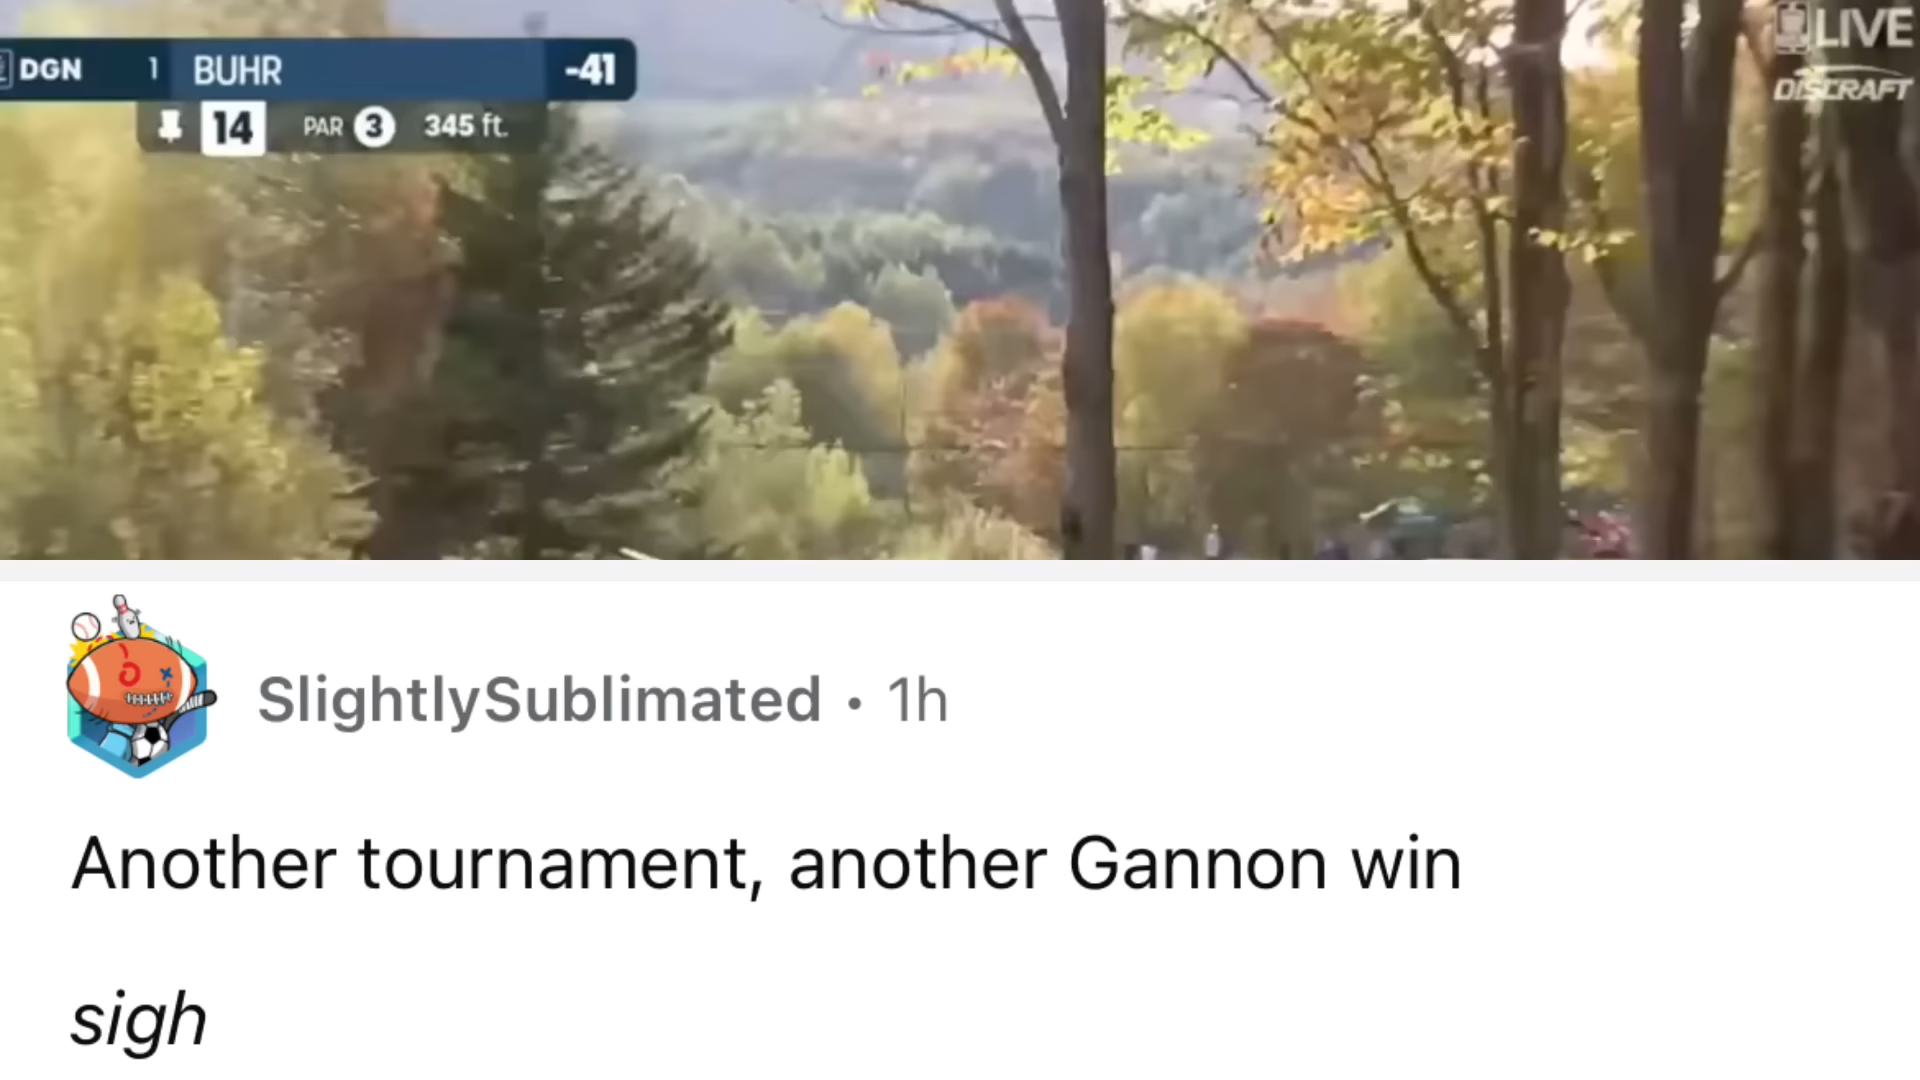 DGN 1 BUHR -41
14 PAR 3 345 ft.
LIVE
DISCRAFT
SlightlySublimated • 1h
Another tournament, another Gannon win
sigh